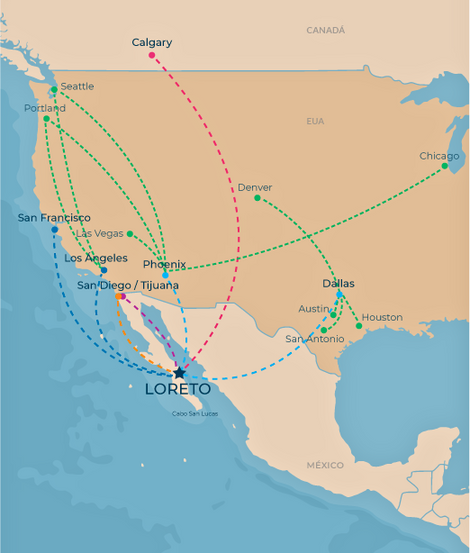 CANADÁ
Calgary
Seattle
Portland
EUA
Chicago
Denver
San Francisco
Las Vegas
Los Angeles
Phoenix
San Diego / Tijuana
Dallas
Austin
Houston
San Antonio
LORETO
Cabo San Lucas
MÉXICO